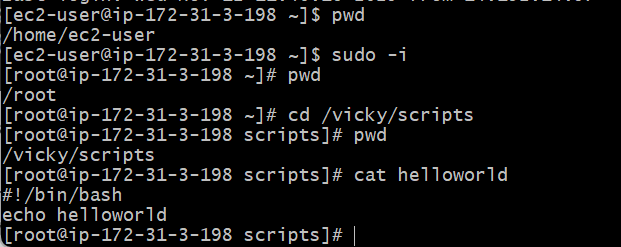 [ec2-user@ip-172-31-3-198 ~]$ pwd
/home/ec2-user
[ec2-user@ip-172-31-3-198 ~]$ sudo -i
[root@ip-172-31-3-198 ~]# pwd
/root
[root@ip-172-31-3-198 ~]# cd /vicky/scripts
[root@ip-172-31-3-198 scripts]# pwd
/vicky/scripts
[root@ip-172-31-3-198 scripts]# cat helloworld
#!/bin/bash
echo helloworld
[root@ip-172-31-3-198 scripts]#